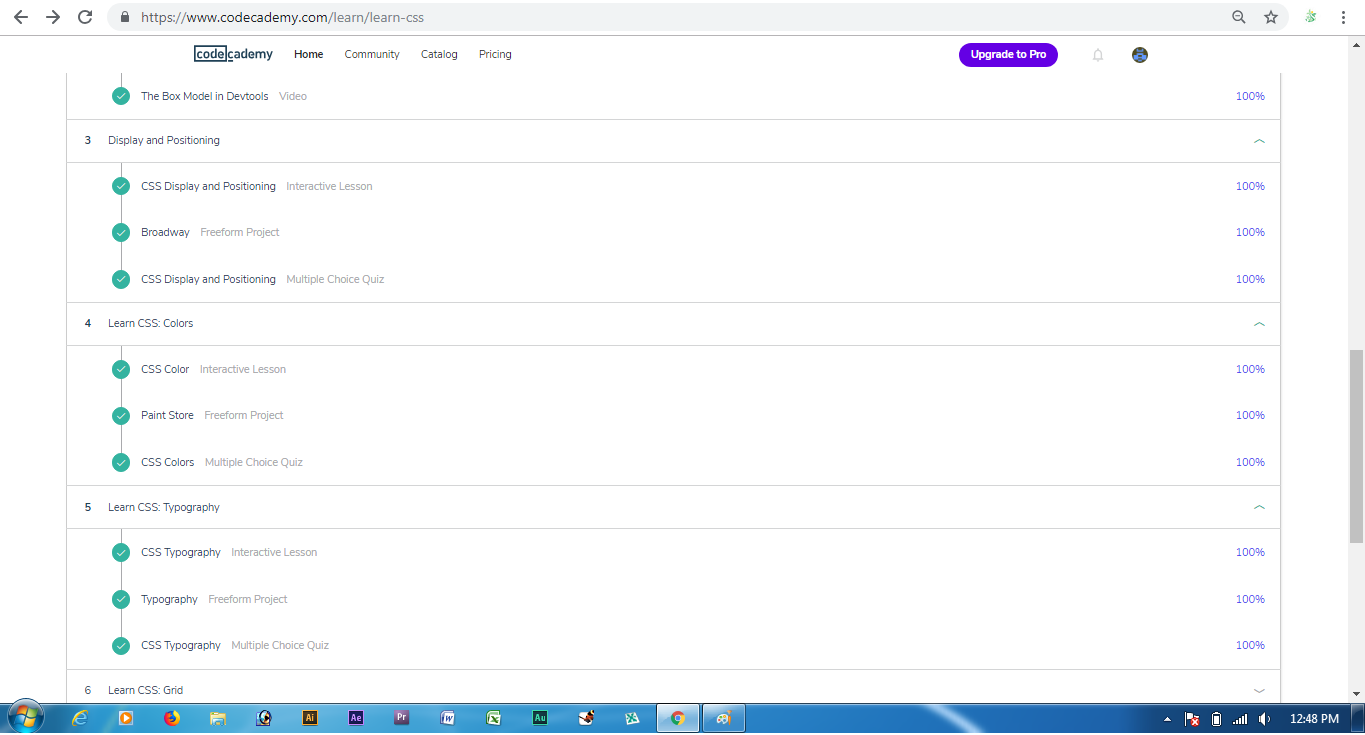 https://www.codecademy.com/learn/learn-css
codecademy Home Community Catalog Pricing Upgrade to Pro
The Box Model in Devtools Video 100%
3 Display and Positioning
CSS Display and Positioning Interactive Lesson 100%
Broadway Freeform Project 100%
CSS Display and Positioning Multiple Choice Quiz 100%
4 Learn CSS: Colors
CSS Color Interactive Lesson 100%
Paint Store Freeform Project 100%
CSS Colors Multiple Choice Quiz 100%
5 Learn CSS: Typography
CSS Typography Interactive Lesson 100%
Typography Freeform Project 100%
CSS Typography Multiple Choice Quiz 100%
6 Learn CSS: Grid
Ai Ae Pr Au 12:48 PM